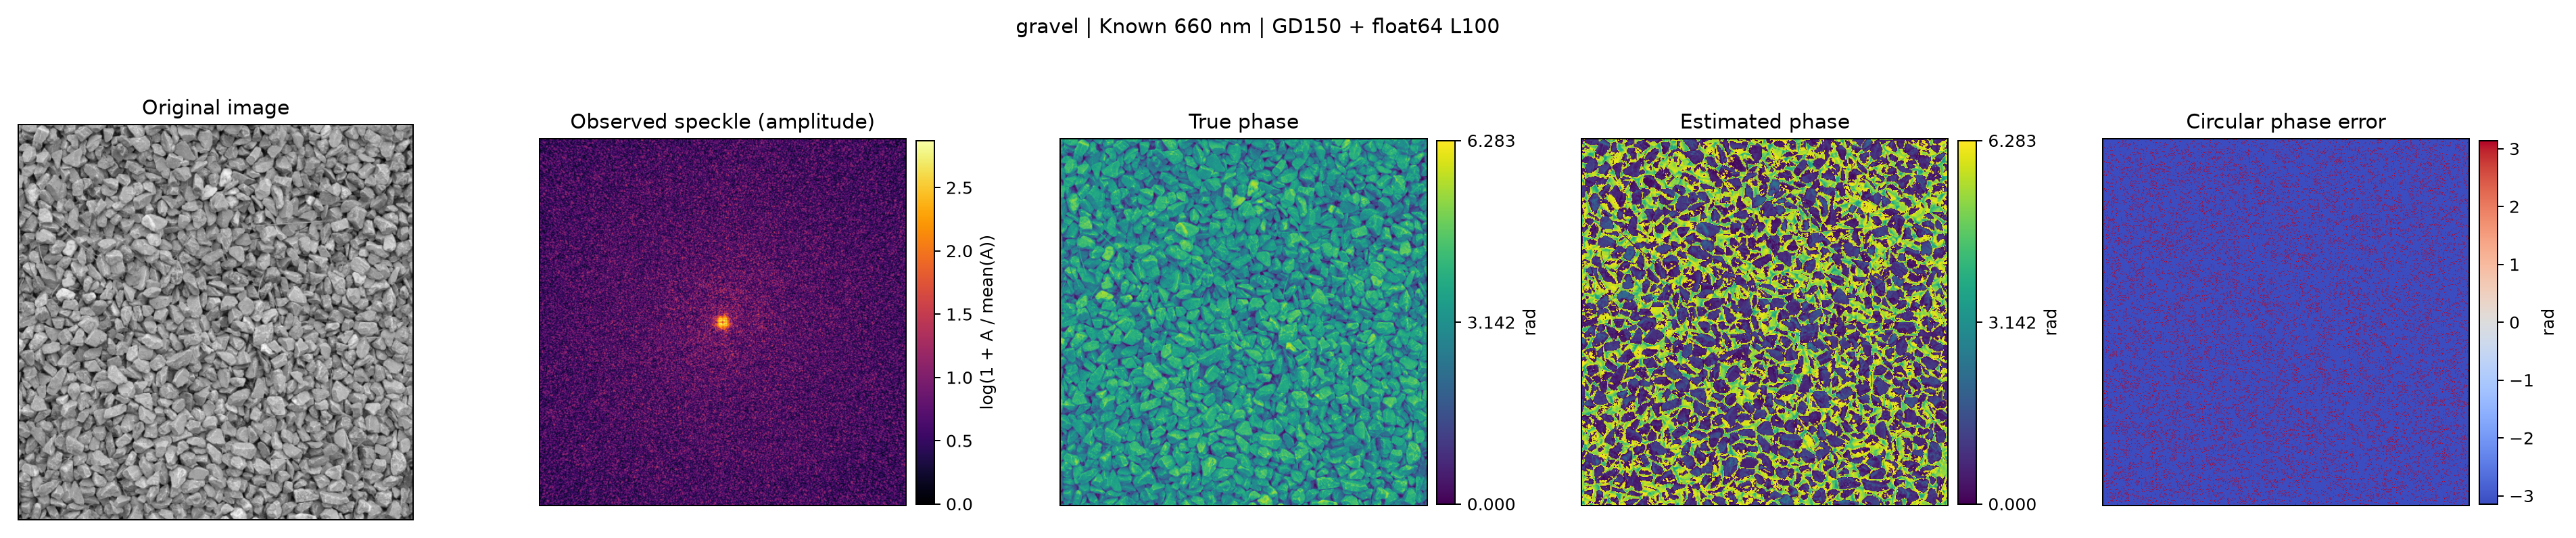 gravel | Known 660 nm | GD150 + float64 L100
Original image
Observed speckle (amplitude)
2.5
2.0
1.5
1.0
0.5
0.0
log(1 + A / mean(A))
True phase
6.283
3.142
0.000
rad
Estimated phase
6.283
3.142
0.000
rad
Circular phase error
3
2
1
0
−1
−2
−3
rad